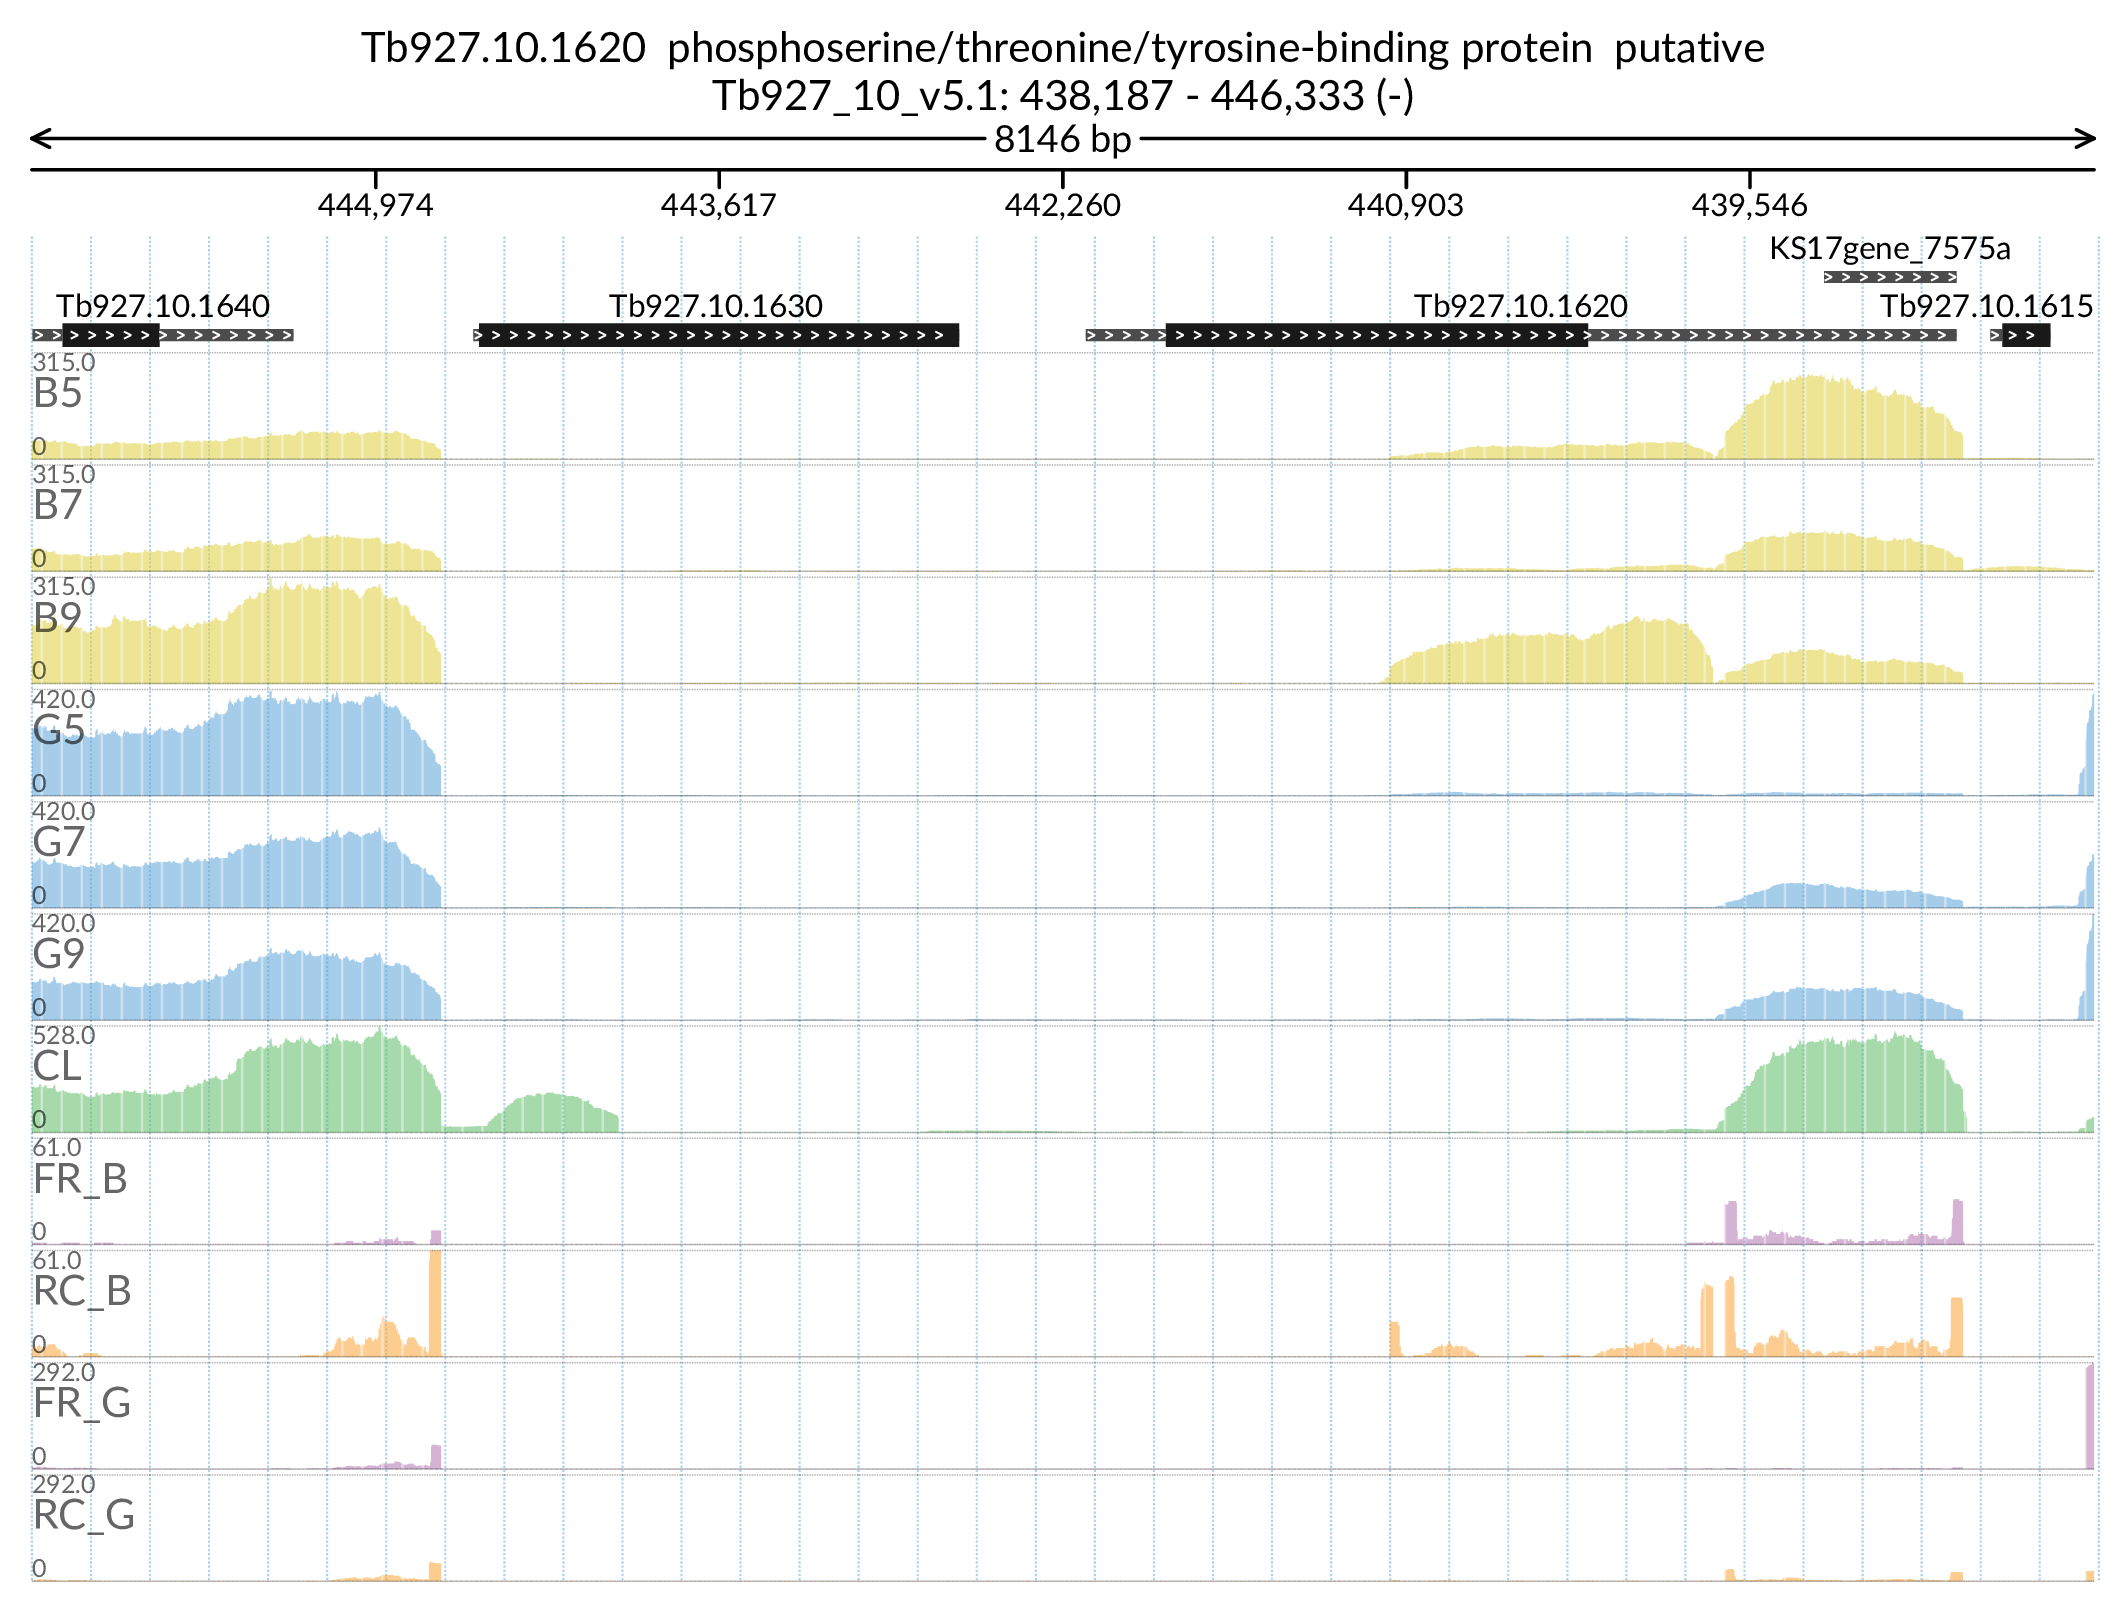 Tb927.10.1620  phosphoserine/threonine/tyrosine-binding protein  putative
Tb927_10_v5.1: 438,187 - 446,333 (-)
8146 bp
444,974 443,617 442,260 440,903 439,546
KS17gene_7575a
Tb927.10.1640 Tb927.10.1630 Tb927.10.1620 Tb927.10.1615
315.0
B5
0
315.0
B7
0
315.0
B9
0
420.0
G5
0
420.0
G7
0
420.0
G9
0
528.0
CL
0
61.0
FR_B
0
61.0
RC_B
0
292.0
FR_G
0
292.0
RC_G
0